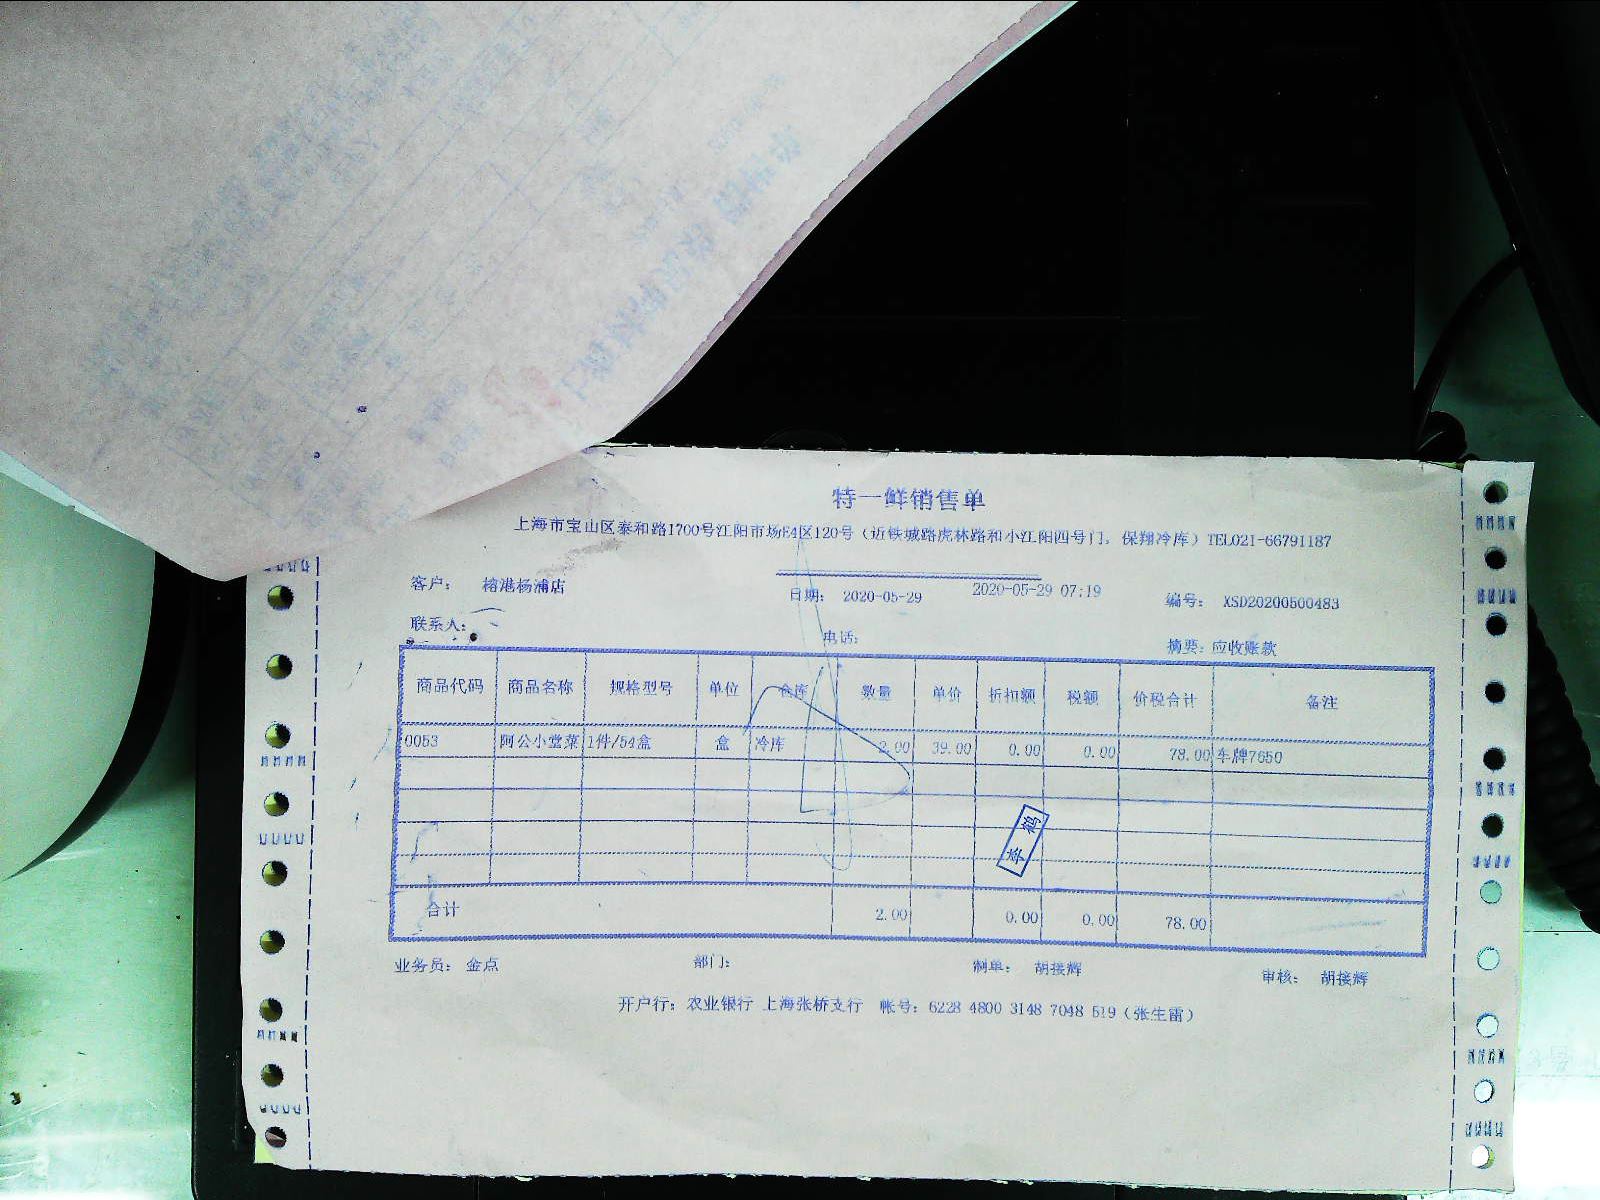 特一鲜销售单
上海市宝山区泰和路1700号江阳市场E4区120号（近铁城路虎林路和小江阳四号门，保翔冷库）TEL021-66791187
客户： 榕港杨浦店 日期： 2020-05-29 2020-05-29 07:19 编号： XSD20200500483
联系人： 电话： 摘要：应收账款
商品代码 商品名称 规格型号 单位 仓库 数量 单价 折扣额 税额 价税合计 备注
0053 阿公小堂菜 1件/54盒 盒 冷库 2.00 39.00 0.00 0.00 78.00 车牌7650
合计 2.00 0.00 0.00 78.00
业务员： 金点 部门： 制单： 胡接辉 审核： 胡接辉
开户行：农业银行 上海张桥支行 帐号：6228 4800 3148 7048 519（张生雷）